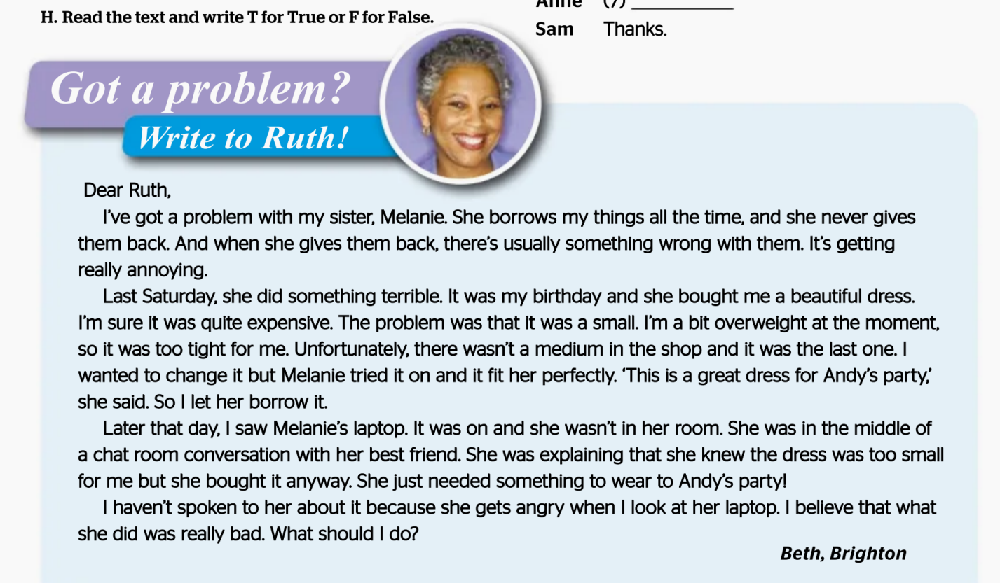 Anne (7) ____________
H. Read the text and write T for True or F for False.
Sam Thanks.
Got a problem?
Write to Ruth!
Dear Ruth,
I've got a problem with my sister, Melanie. She borrows my things all the time, and she never gives
them back. And when she gives them back, there's usually something wrong with them. It's getting
really annoying.
Last Saturday, she did something terrible. It was my birthday and she bought me a beautiful dress.
I'm sure it was quite expensive. The problem was that it was a small. I'm a bit overweight at the moment,
so it was too tight for me. Unfortunately, there wasn't a medium in the shop and it was the last one. I
wanted to change it but Melanie tried it on and it fit her perfectly. 'This is a great dress for Andy's party,'
she said. So I let her borrow it.
Later that day, I saw Melanie's laptop. It was on and she wasn't in her room. She was in the middle of
a chat room conversation with her best friend. She was explaining that she knew the dress was too small
for me but she bought it anyway. She just needed something to wear to Andy's party!
I haven't spoken to her about it because she gets angry when I look at her laptop. I believe that what
she did was really bad. What should I do?
Beth, Brighton